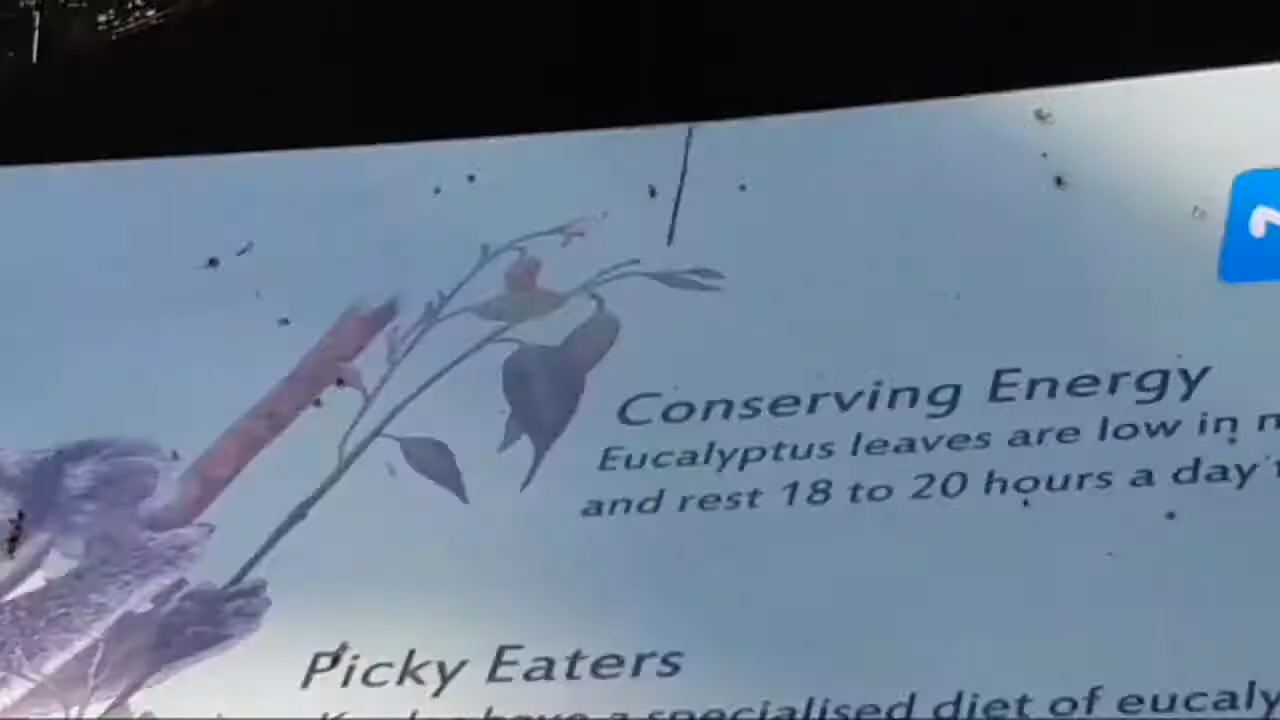 Conserving Energy
Eucalyptus leaves are low in
and rest 18 to 20 hours a day
Picky Eaters
have a specialised diet of